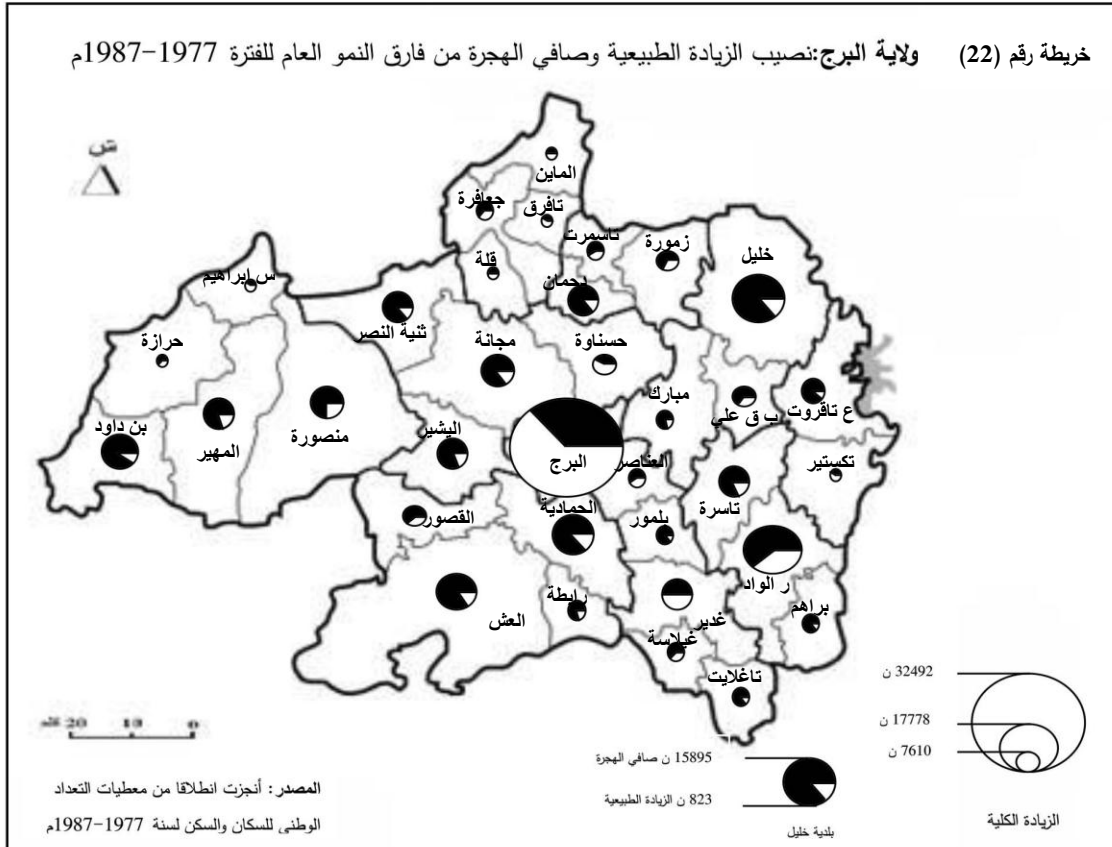 خريطة رقم (22) ولاية البرج:نصيب الزيادة الطبيعية وصافي الهجرة من فارق النمو العام للفترة 1977-1987م
ش
الماين
جعافرة
تافرق
تاسمرت
زمورة
خليل
قلة
دحمان
س ابراهيم
ثنية النصر
حرازة
مجانة
حسناوة
مبارك
ب ق علي
ع تاقروت
بن داود
المهير
منصورة
اليشير
البرج
العناصر
تكستير
تاسرة
القصور
الحمادية
بلمور
ر الواد
العش
رابطة
غدير
براهم
غيلاسة
تاغلايت
32492 ن
17778 ن
7610 ن
الزيادة الكلية
15895 ن صافي الهجرة
823 ن الزيادة الطبيعية
بلدية خليل
0 10 20 كلم
المصدر: أنجزت انطلاقا من معطيات التعداد
الوطني للسكان والسكن لسنة 1977-1987م